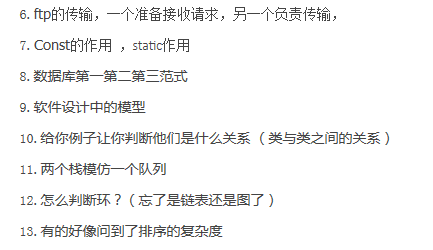 6. ftp的传输，一个准备接收请求，另一个负责传输，
7. Const的作用 ，static作用
8. 数据库第一第二第三范式
9. 软件设计中的模型
10. 给你例子让你判断他们是什么关系 （类与类之间的关系）
11. 两个栈模仿一个队列
12. 怎么判断环？（忘了是链表还是图了）
13. 有的好像问到了排序的复杂度